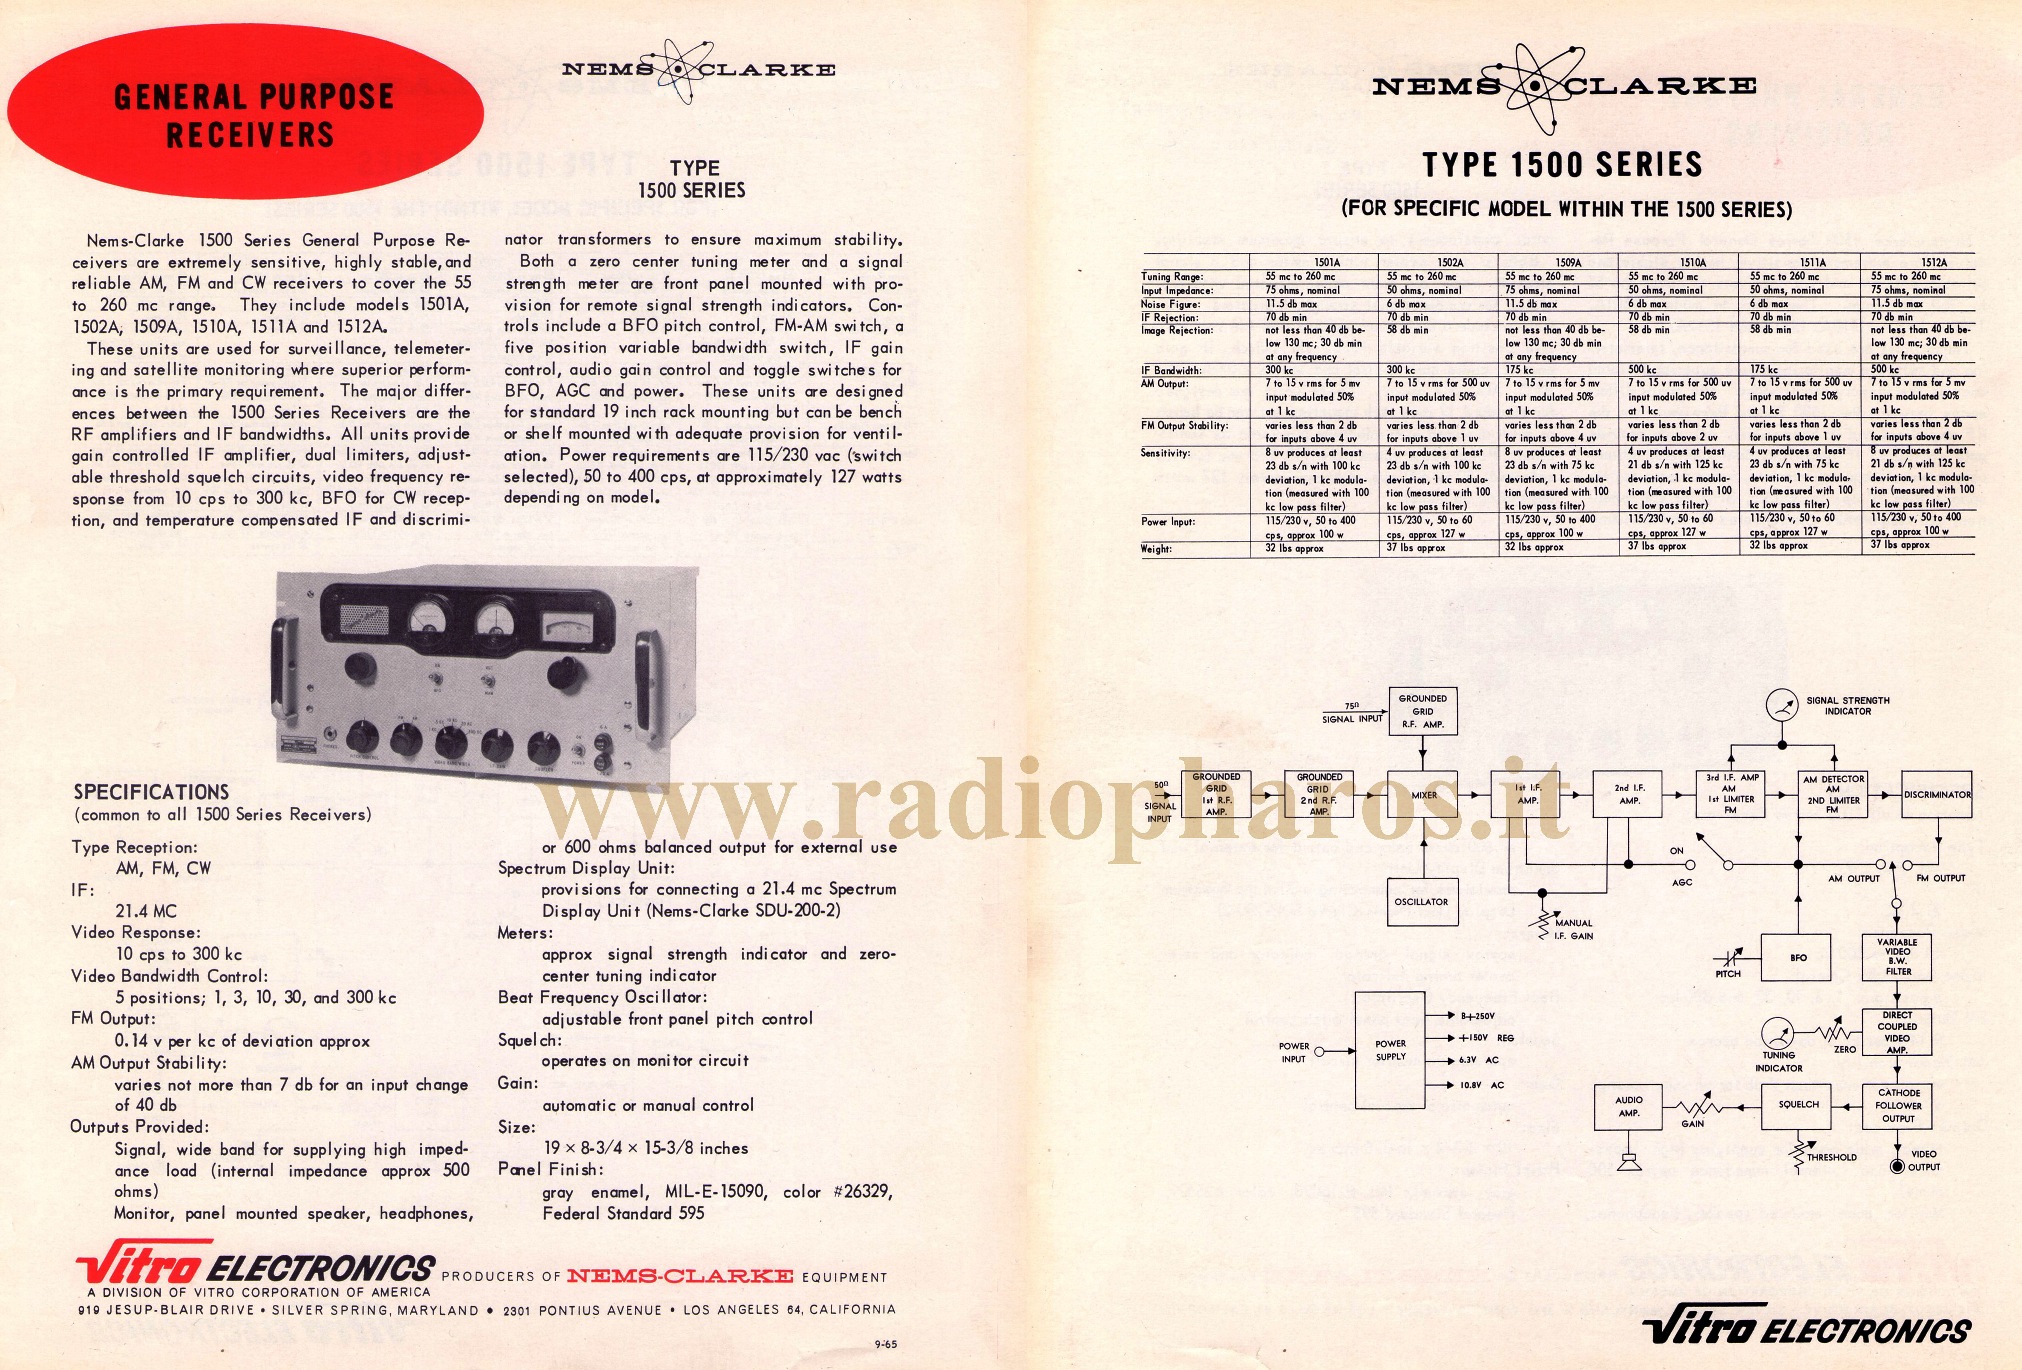 GENERAL PURPOSE
RECEIVERS
NEMS CLARKE
TYPE
1500 SERIES
Nems-Clarke 1500 Series General Purpose Re-
ceivers are extremely sensitive, highly stable, and
reliable AM, FM and CW receivers to cover the 55
to 260 mc range. They include models 1501A,
1502A, 1509A, 1510A, 1511A and 1512A.
These units are used for surveillance, telemeter-
ing and satellite monitoring where superior perform-
ance is the primary requirement. The major differ-
ences between the 1500 Series Receivers are the
RF amplifiers and IF bandwidths. All units provide
gain controlled IF amplifier, dual limiters, adjust-
able threshold squelch circuits, video frequency re-
sponse from 10 cps to 300 kc, BFO for CW recep-
tion, and temperature compensated IF and discrimi-
nator transformers to ensure maximum stability.
Both a zero center tuning meter and a signal
strength meter are front panel mounted with pro-
vision for remote signal strength indicators. Con-
trols include a BFO pitch control, FM-AM switch, a
five position variable bandwidth switch, IF gain
control, audio gain control and toggle switches for
BFO, AGC and power. These units are designed
for standard 19 inch rack mounting but can be bench
or shelf mounted with adequate provision for ventil-
ation. Power requirements are 115/230 vac (switch
selected), 50 to 400 cps, at approximately 127 watts
depending on model.
SPECIFICATIONS
(common to all 1500 Series Receivers)
Type Reception:
AM, FM, CW
IF:
21.4 MC
Video Response:
10 cps to 300 kc
Video Bandwidth Control:
5 positions; 1, 3, 10, 30, and 300 kc
FM Output:
0.14 v per kc of deviation approx
AM Output Stability:
varies not more than 7 db for an input change
of 40 db
Outputs Provided:
Signal, wide band for supplying high imped-
ance load (internal impedance approx 500
ohms)
Monitor, panel mounted speaker, headphones,
or 600 ohms balanced output for external use
Spectrum Display Unit:
provisions for connecting a 21.4 mc Spectrum
Display Unit (Nems-Clarke SDU-200-2)
Meters:
approx signal strength indicator and zero-
center tuning indicator
Beat Frequency Oscillator:
adjustable front panel pitch control
Squelch:
operates on monitor circuit
Gain:
automatic or manual control
Size:
19 × 8-3/4 × 15-3/8 inches
Panel Finish:
gray enamel, MIL-E-15090, color #26329,
Federal Standard 595
Vitro ELECTRONICS PRODUCERS OF NEMS-CLARKE EQUIPMENT
A DIVISION OF VITRO CORPORATION OF AMERICA
919 JESUP-BLAIR DRIVE • SILVER SPRING, MARYLAND • 2301 PONTIUS AVENUE • LOS ANGELES 64, CALIFORNIA
9-65
NEMS CLARKE
TYPE 1500 SERIES
(FOR SPECIFIC MODEL WITHIN THE 1500 SERIES)
1501A 1502A 1509A 1510A 1511A 1512A
Tuning Range: 55 mc to 260 mc 55 mc to 260 mc 55 mc to 260 mc 55 mc to 260 mc 55 mc to 260 mc 55 mc to 260 mc
Input Impedance: 75 ohms, nominal 50 ohms, nominal 75 ohms, nominal 50 ohms, nominal 50 ohms, nominal 75 ohms, nominal
Noise Figure: 11.5 db max 6 db max 11.5 db max 6 db max 6 db max 11.5 db max
IF Rejection: 70 db min 70 db min 70 db min 70 db min 70 db min 70 db min
Image Rejection: not less than 40 db be- 58 db min not less than 40 db be- 58 db min 58 db min not less than 40 db be-
low 130 mc; 30 db min low 130 mc; 30 db min low 130 mc; 30 db min
at any frequency at any frequency at any frequency
IF Bandwidth: 300 kc 300 kc 175 kc 500 kc 175 kc 500 kc
AM Output: 7 to 15 v rms for 5 mv 7 to 15 v rms for 500 uv 7 to 15 v rms for 5 mv 7 to 15 v rms for 500 uv 7 to 15 v rms for 500 uv 7 to 15 v rms for 5 mv
input modulated 50% input modulated 50% input modulated 50% input modulated 50% input modulated 50% input modulated 50%
at 1 kc at 1 kc at 1 kc at 1 kc at 1 kc at 1 kc
FM Output Stability: varies less than 2 db varies less than 2 db varies less than 2 db varies less than 2 db varies less than 2 db varies less than 2 db
for inputs above 4 uv for inputs above 1 uv for inputs above 4 uv for inputs above 2 uv for inputs above 1 uv for inputs above 4 uv
Sensitivity: 8 uv produces at least 4 uv produces at least 8 uv produces at least 4 uv produces at least 4 uv produces at least 8 uv produces at least
23 db s/n with 100 kc 23 db s/n with 100 kc 23 db s/n with 75 kc 21 db s/n with 125 kc 23 db s/n with 75 kc 21 db s/n with 125 kc
deviation, 1 kc modula- deviation, 1 kc modula- deviation, 1 kc modula- deviation, 1 kc modula- deviation, 1 kc modula- deviation, 1 kc modula-
tion (measured with 100 tion (measured with 100 tion (measured with 100 tion (measured with 100 tion (measured with 100 tion (measured with 100
kc low pass filter) kc low pass filter) kc low pass filter) kc low pass filter) kc low pass filter) kc low pass filter)
Power Input: 115/230 v, 50 to 400 115/230 v, 50 to 60 115/230 v, 50 to 400 115/230 v, 50 to 60 115/230 v, 50 to 60 115/230 v, 50 to 400
cps, approx 100 w cps, approx 127 w cps, approx 100 w cps, approx 127 w cps, approx 127 w cps, approx 100 w
Weight: 32 lbs approx 37 lbs approx 32 lbs approx 37 lbs approx 32 lbs approx 37 lbs approx
75Ω
SIGNAL INPUT
GROUNDED
GRID
R.F. AMP.
SIGNAL STRENGTH
INDICATOR
50Ω
SIGNAL
INPUT
GROUNDED
GRID
1st R.F.
AMP.
GROUNDED
GRID
2nd R.F.
AMP.
MIXER
1st I.F.
AMP.
2nd I.F.
AMP.
3rd I.F. AMP
AM
1st LIMITER
FM
AM DETECTOR
AM
2ND LIMITER
FM
DISCRIMINATOR
www.radiopharos.it
OSCILLATOR
ON
AGC
AM OUTPUT
FM OUTPUT
MANUAL
I.F. GAIN
PITCH
BFO
VARIABLE
VIDEO
B.W.
FILTER
POWER
INPUT
POWER
SUPPLY
B+250V
+150V REG
6.3V AC
10.8V AC
TUNING
INDICATOR
ZERO
DIRECT
COUPLED
VIDEO
AMP.
AUDIO
AMP.
GAIN
SQUELCH
THRESHOLD
CATHODE
FOLLOWER
OUTPUT
VIDEO
OUTPUT
Vitro ELECTRONICS